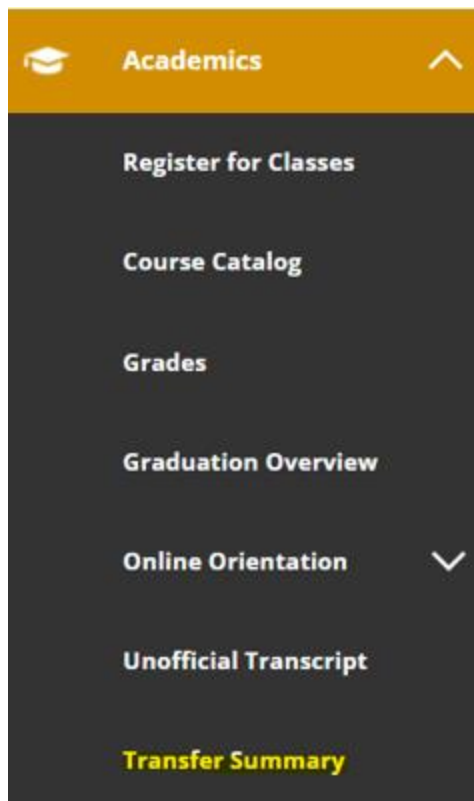 Academics
Register for Classes
Course Catalog
Grades
Graduation Overview
Online Orientation
Unofficial Transcript
Transfer Summary